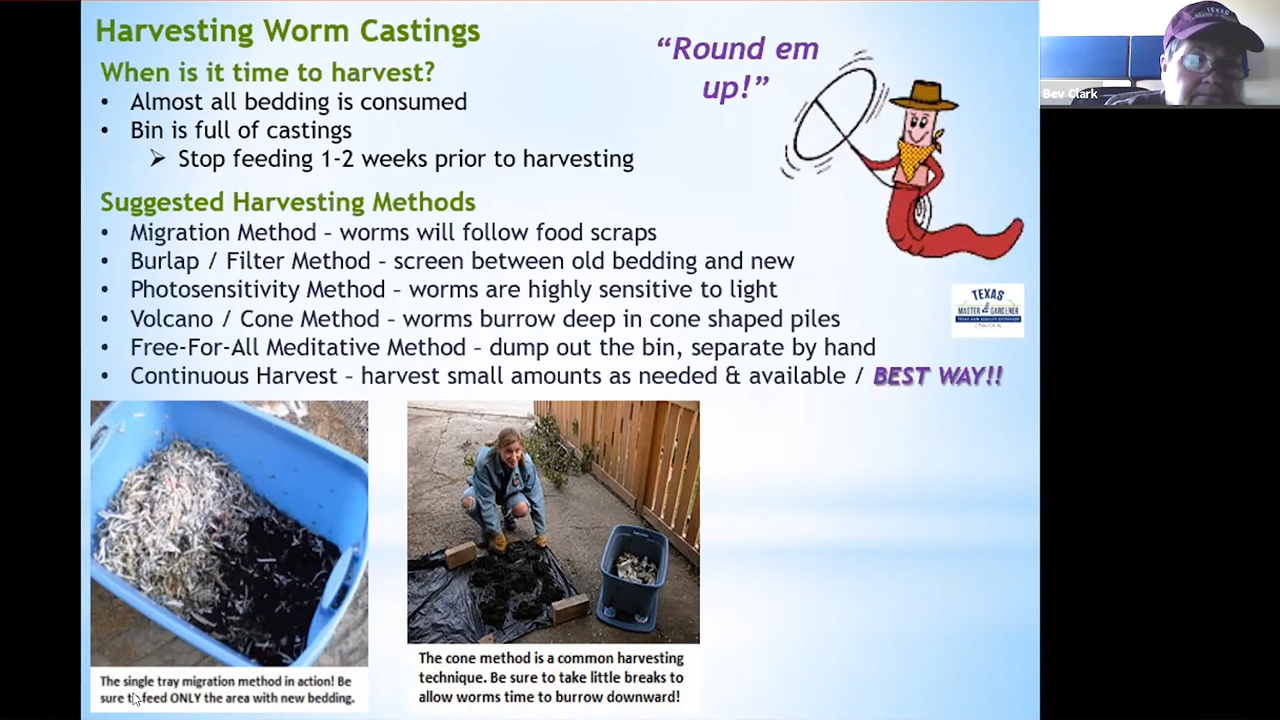 Harvesting Worm Castings
"Round em
up!"
When is it time to harvest?
• Almost all bedding is consumed
• Bin is full of castings
➢ Stop feeding 1-2 weeks prior to harvesting
Suggested Harvesting Methods
• Migration Method – worms will follow food scraps
• Burlap / Filter Method – screen between old bedding and new
• Photosensitivity Method – worms are highly sensitive to light
• Volcano / Cone Method – worms burrow deep in cone shaped piles
• Free-For-All Meditative Method – dump out the bin, separate by hand
• Continuous Harvest – harvest small amounts as needed & available / BEST WAY!!
TEXAS
MASTER GARDENER
The single tray migration method in action! Be
sure to feed ONLY the area with new bedding.
The cone method is a common harvesting
technique. Be sure to take little breaks to
allow worms time to burrow downward!
TEXAS
Bev Clark